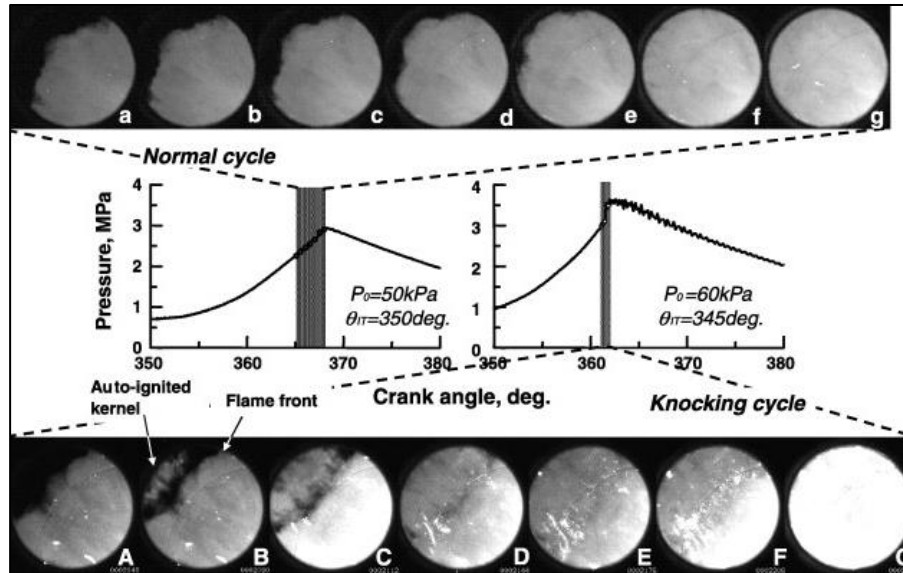 a b c d e f g
Normal cycle
4 4
3 3
2 2
1 1
0 0
Pressure, MPa
P₀=50kPa
θIT=350deg.
P₀=60kPa
θIT=345deg.
350 360 370 380 350 360 370 380
Crank angle, deg.
Auto-ignited
kernel
Flame front
Knocking cycle
A B C D E F
0002112